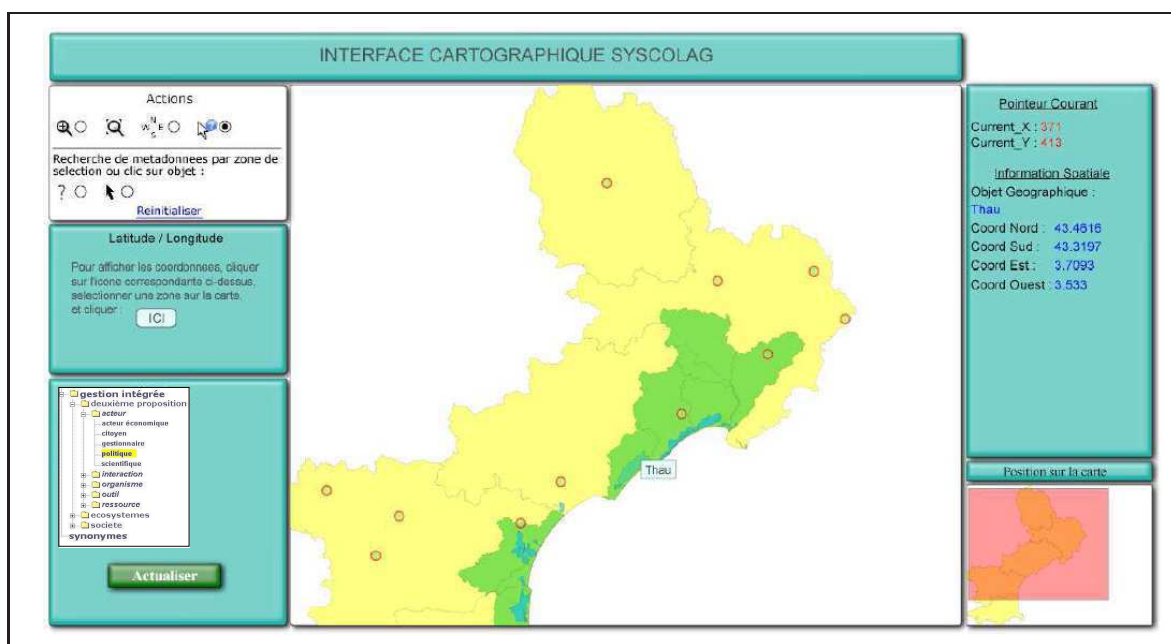 INTERFACE CARTOGRAPHIQUE SYSCOLAG
Actions
N
W E
S
Recherche de metadonnees par zone de
selection ou clic sur objet :
?
Reinitialiser
Latitude / Longitude
Pour afficher les coordonnees, cliquer
sur l'icone correspondante ci-dessus,
selectionner une zone sur la carte,
et cliquer : ICI
gestion intégrée
deuxième proposition
acteur
acteur économique
citoyen
gestionnaire
politique
scientifique
interaction
organisme
outil
ressource
ecosystemes
societe
synonymes
Actualiser
Thau
Pointeur Courant
Current_X : 371
Current_Y : 413
Information Spatiale
Objet Geographique :
Thau
Coord Nord : 43.4616
Coord Sud : 43.3197
Coord Est : 3.7093
Coord Ouest : 3.533
Position sur la carte